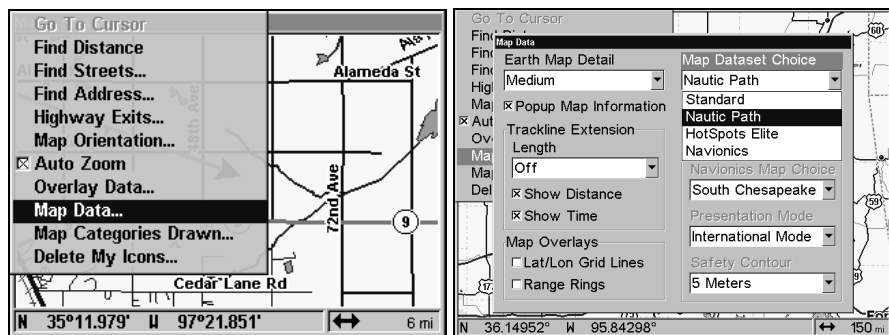 Go To Cursor
Find Distance
Find Streets...
Find Address...
Highway Exits...
Map Orientation...
Auto Zoom
Overlay Data...
Map Data...
Map Categories Drawn...
Delete My Icons...
Alameda St
48th Ave
72nd Ave
9
Cedar Lane Rd
N 35°11.979' W 97°21.851' 6 mi
Go To Cursor
Map Data
Earth Map Detail
Medium
Popup Map Information
Trackline Extension
Length
Off
Show Distance
Show Time
Map Overlays
Lat/Lon Grid Lines
Range Rings
Map Dataset Choice
Nautic Path
Standard
Nautic Path
HotSpots Elite
Navionics
Navionics Map Choice
South Chesapeake
Presentation Mode
International Mode
Safety Contour
5 Meters
60
59
N 36.14952° W 95.84298° 150 mi